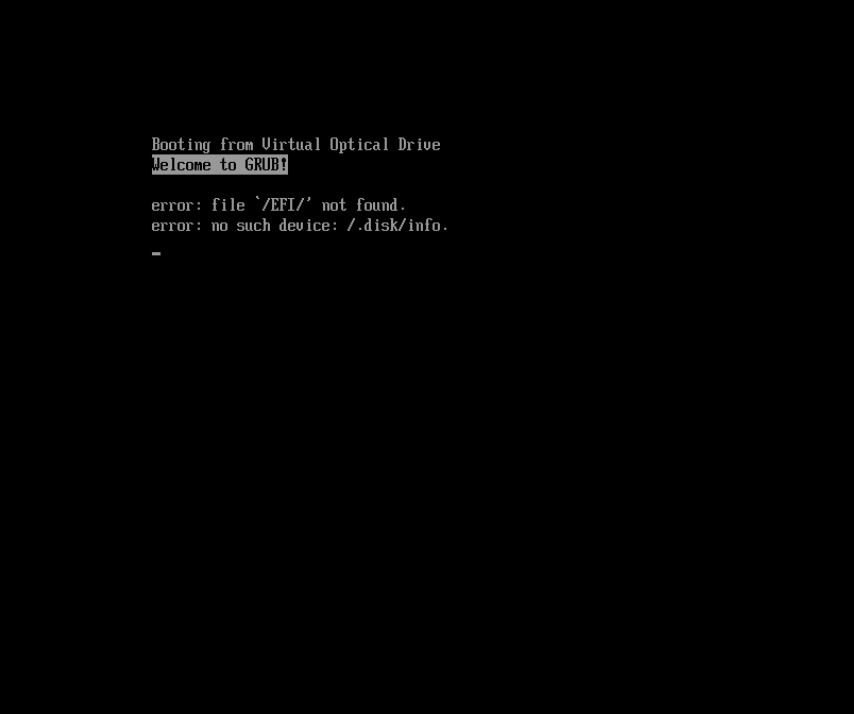 Booting from Virtual Optical Drive
Welcome to GRUB!
error: file `/EFI/' not found.
error: no such device: /.disk/info.